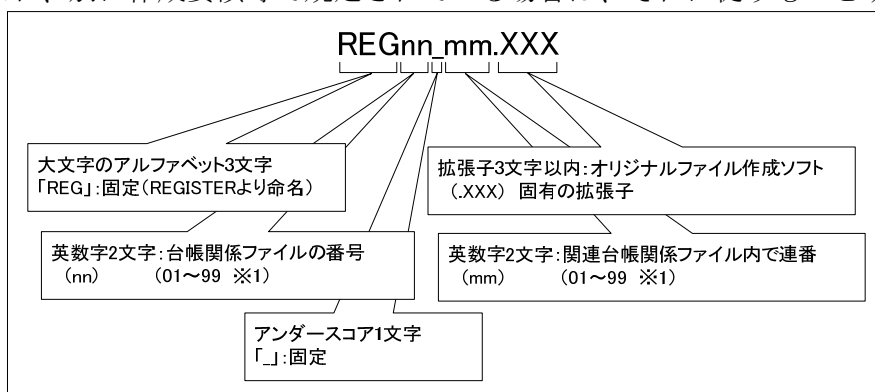 REGnn_mm.XXX
大文字のアルファベット3文字
「REG」:固定(REGISTERより命名)
拡張子3文字以内:オリジナルファイル作成ソフト
(.XXX) 固有の拡張子
英数字2文字:台帳関係ファイルの番号
(nn) (01～99 ※1)
英数字2文字:関連台帳関係ファイル内で連番
(mm) (01～99 ※1)
アンダースコア1文字
「_」:固定